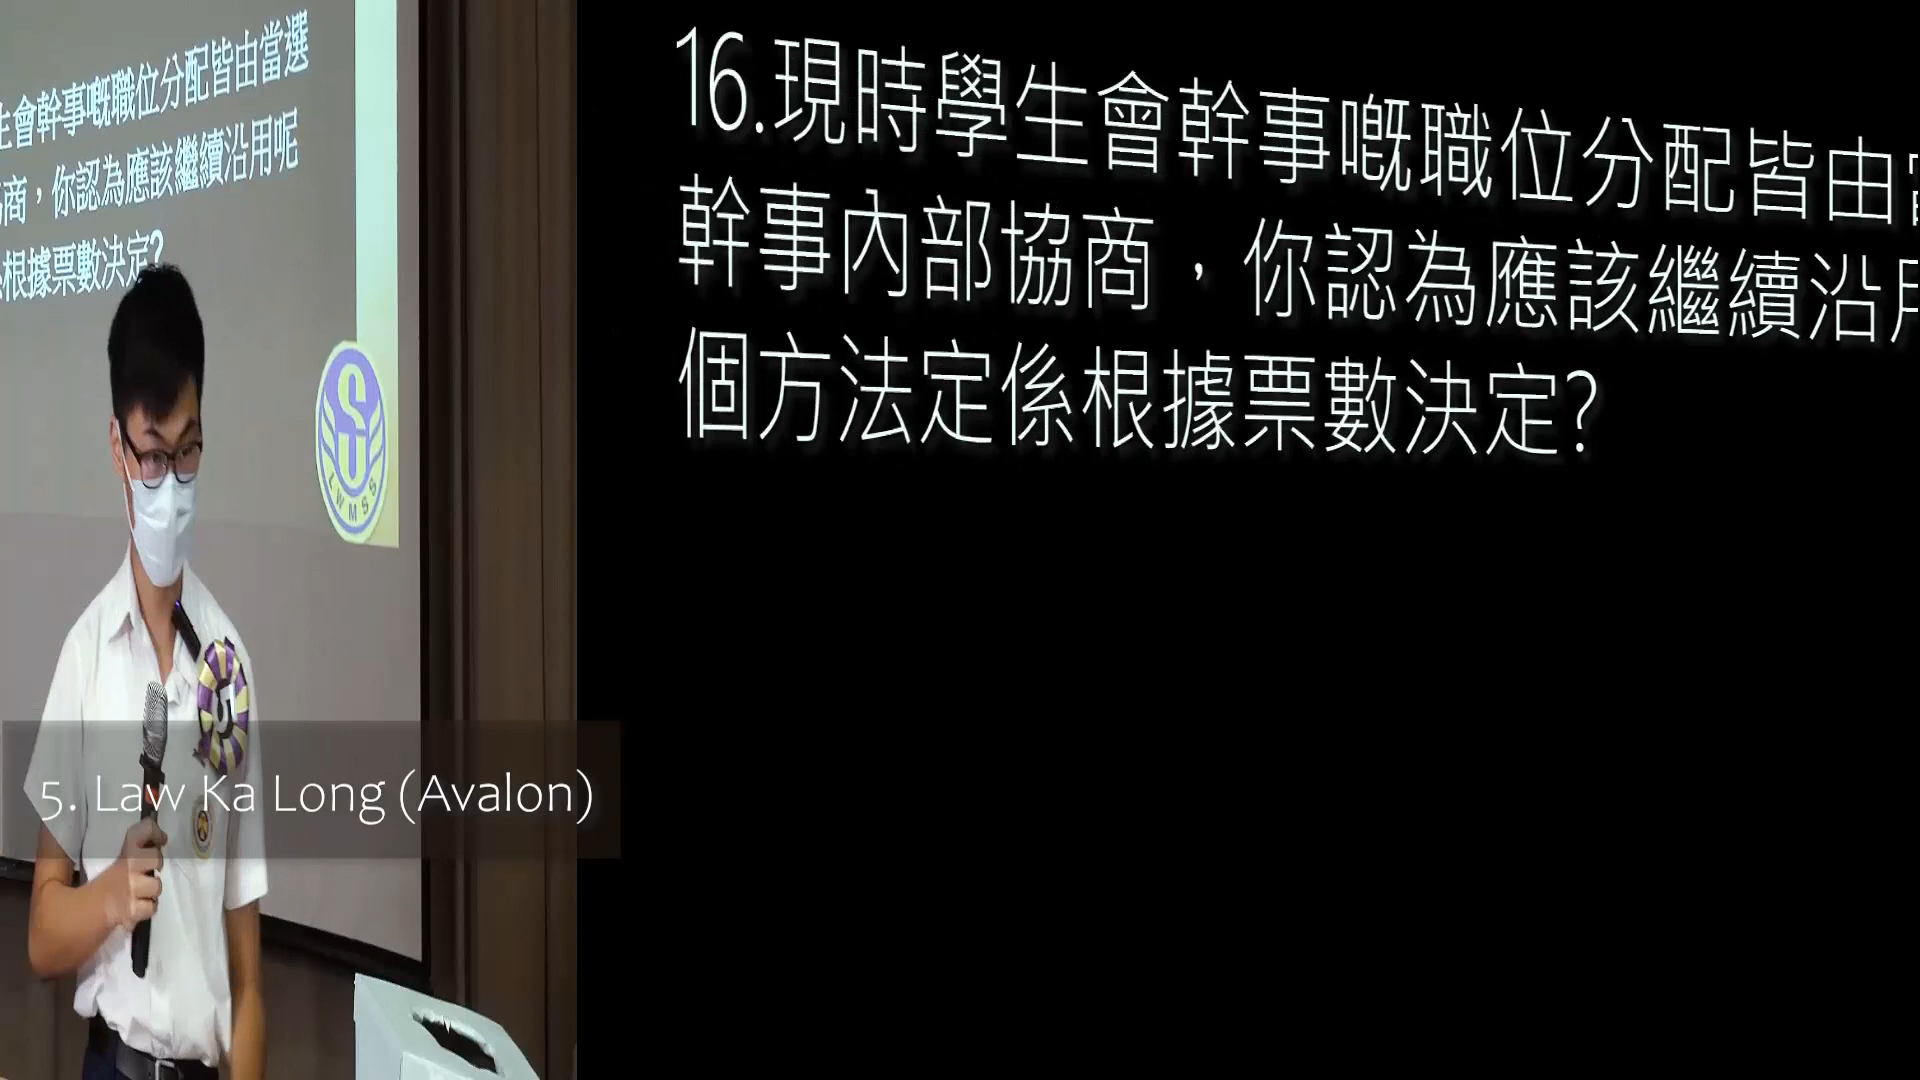 生會幹事嘅職位分配皆由當選
商，你認為應該繼續沿用呢
根據票數決定?
LWMSS
5. Law Ka Long (Avalon)
16.現時學生會幹事嘅職位分配皆由
幹事內部協商，你認為應該繼續沿用
個方法定係根據票數決定?